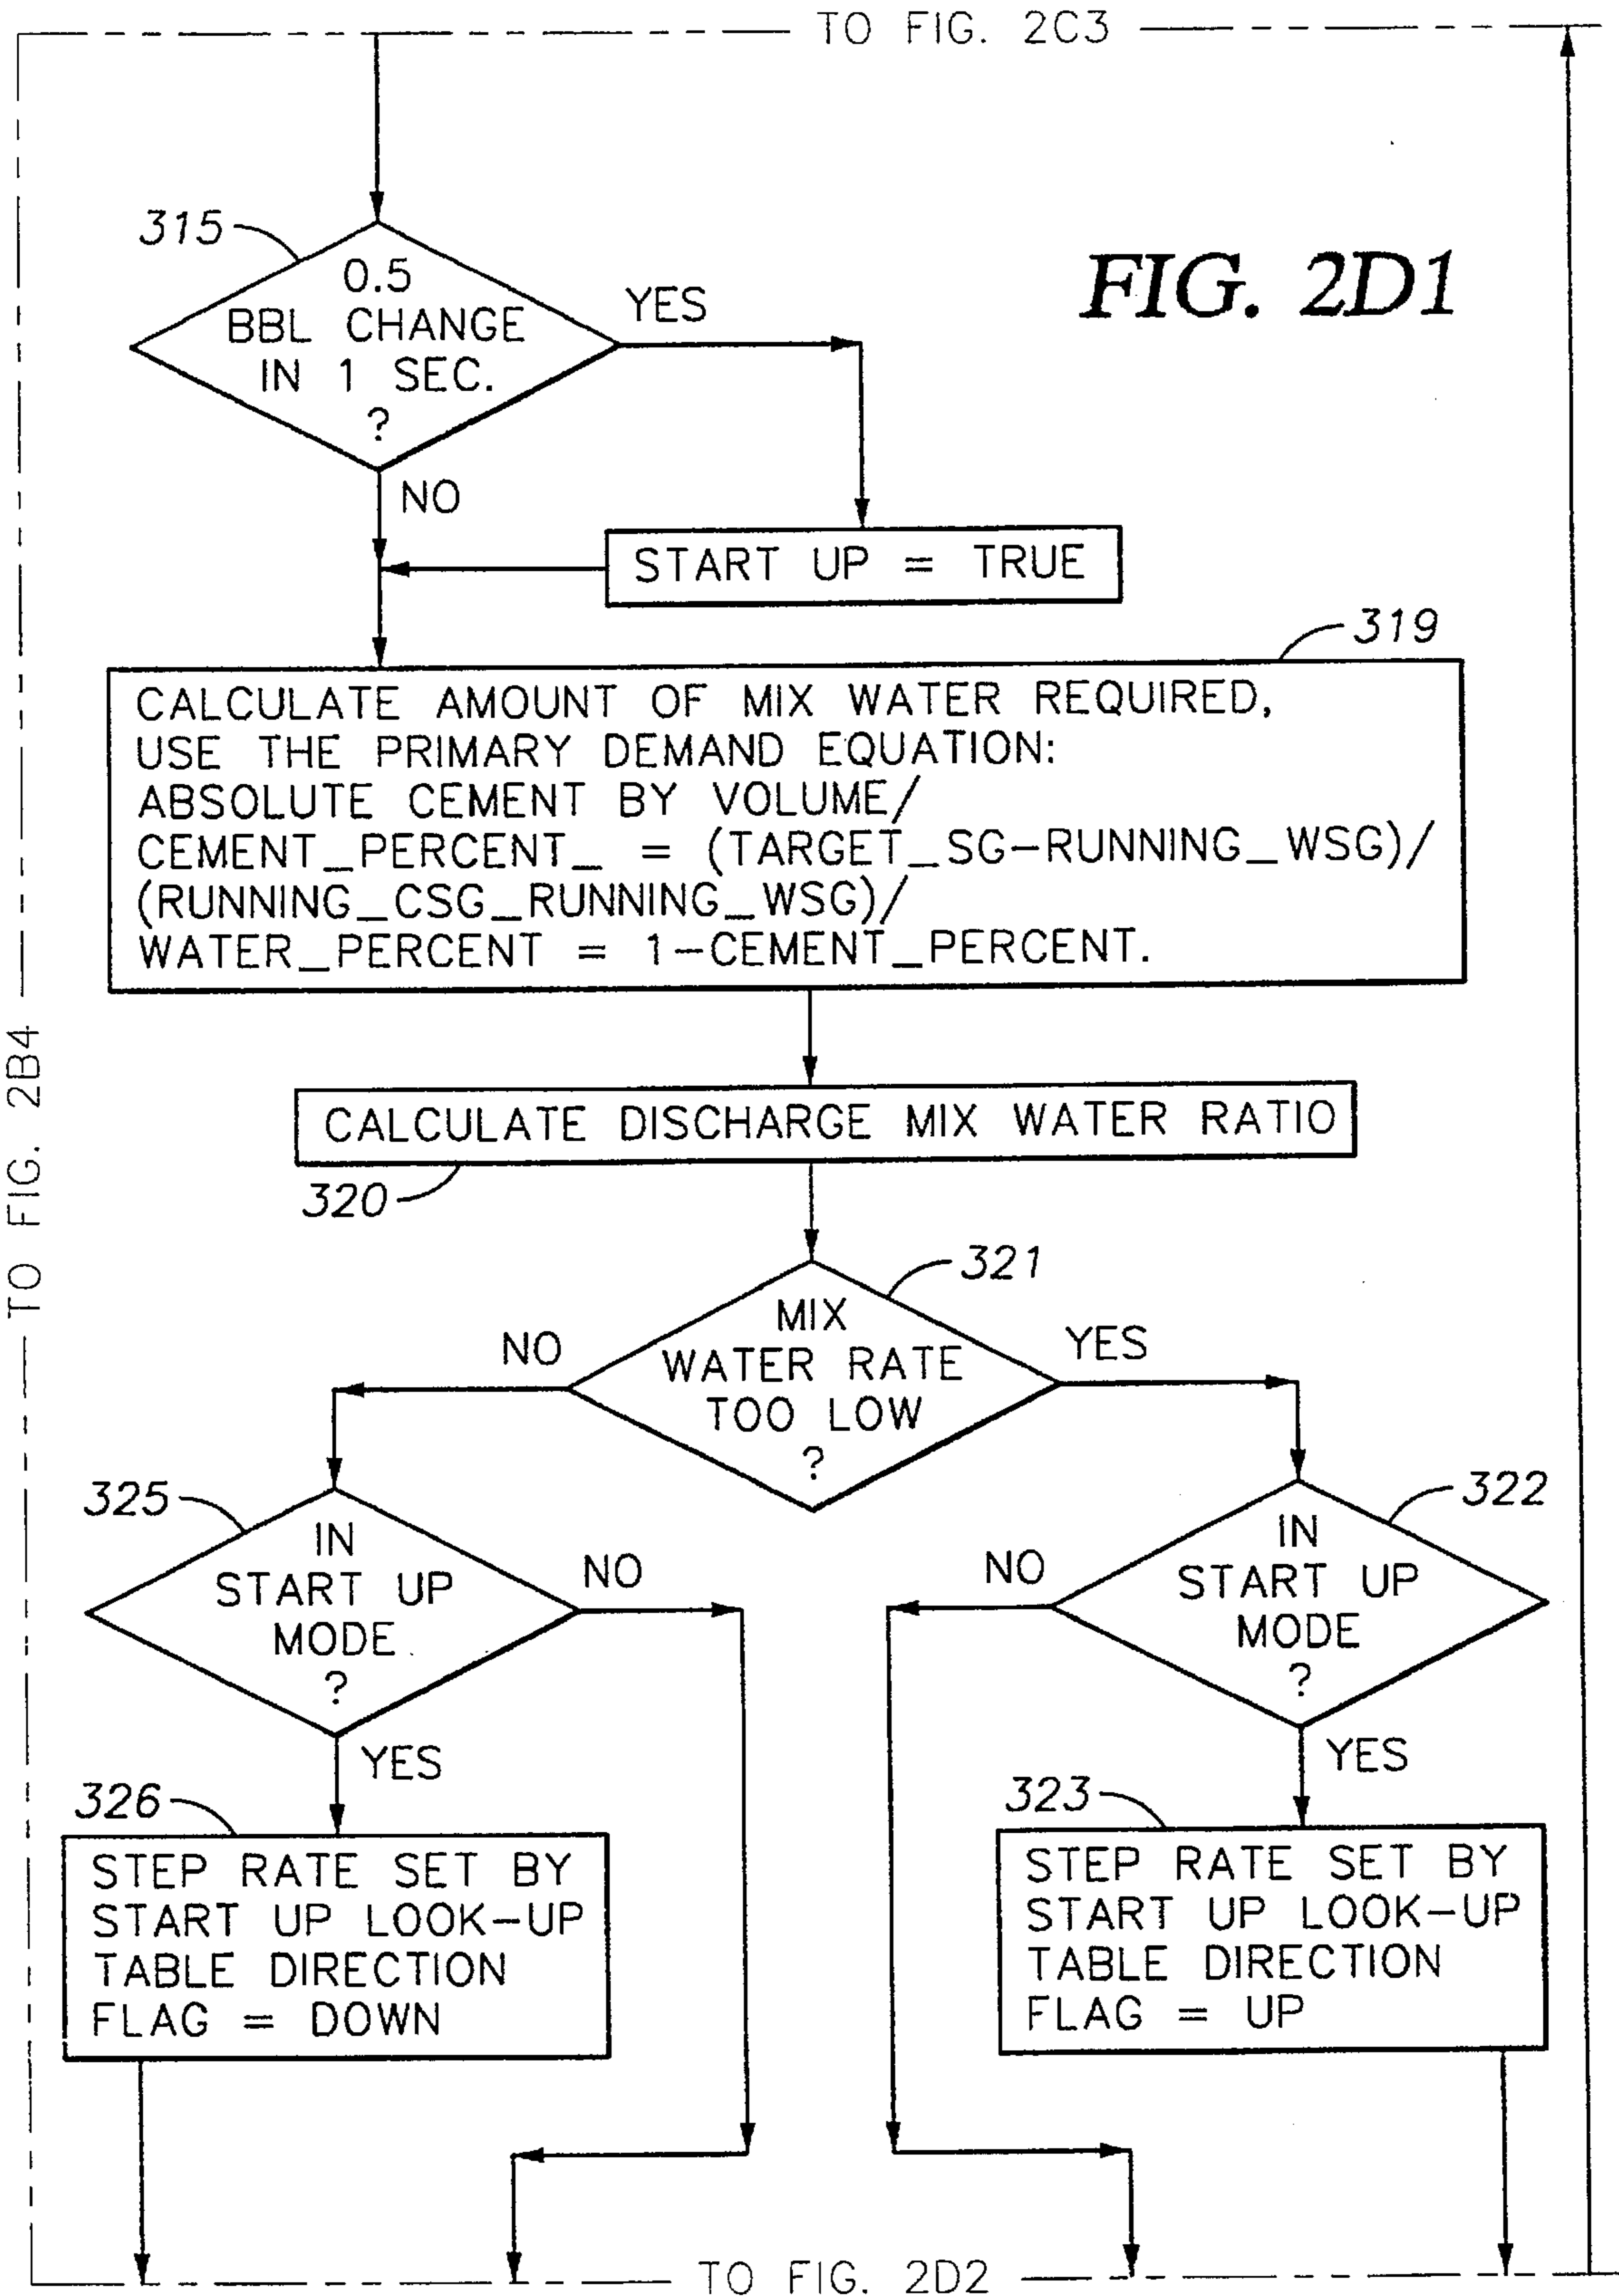 TO FIG. 2C3
FIG. 2D1
315
0.5
BBL CHANGE
IN 1 SEC.
?
YES
NO
START UP = TRUE
319
CALCULATE AMOUNT OF MIX WATER REQUIRED,
USE THE PRIMARY DEMAND EQUATION:
ABSOLUTE CEMENT BY VOLUME/
CEMENT_PERCENT_ = (TARGET_SG-RUNNING_WSG)/
(RUNNING_CSG_RUNNING_WSG)/
WATER_PERCENT = 1-CEMENT_PERCENT.
TO FIG. 2B4
CALCULATE DISCHARGE MIX WATER RATIO
320
321
MIX
WATER RATE
TOO LOW
?
NO
YES
325
IN
START UP
MODE
?
NO
YES
322
IN
START UP
MODE
?
NO
YES
326
STEP RATE SET BY
START UP LOOK-UP
TABLE DIRECTION
FLAG = DOWN
323
STEP RATE SET BY
START UP LOOK-UP
TABLE DIRECTION
FLAG = UP
TO FIG. 2D2